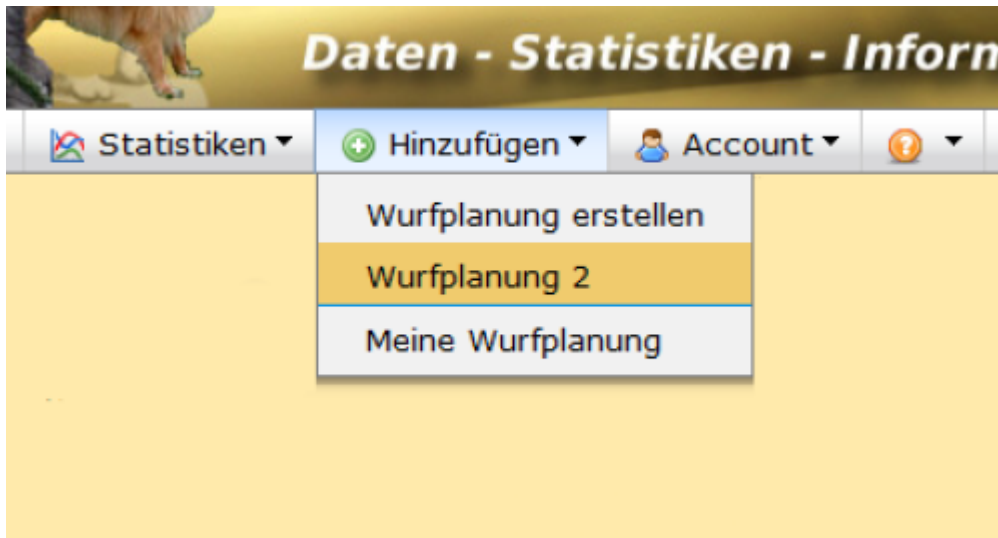 Daten - Statistiken - Inform
Statistiken Hinzufügen Account
Wurfplanung erstellen
Wurfplanung 2
Meine Wurfplanung